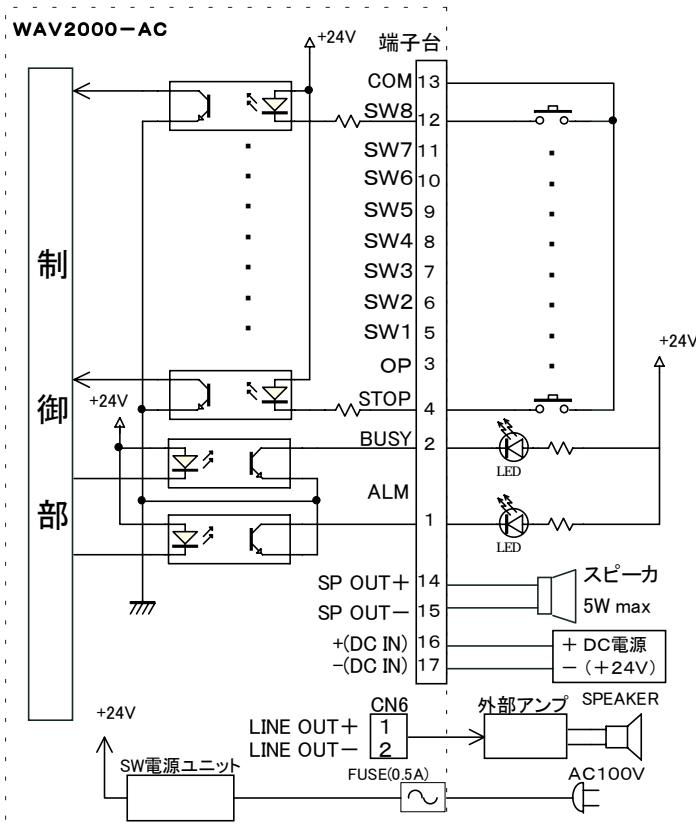 WAV2000-AC
+24V
端子台
COM 13
SW8 12
SW7 11
SW6 10
SW5 9
SW4 8
SW3 7
SW2 6
SW1 5
OP 3
STOP 4
BUSY 2
ALM 1
制
御
部
+24V
+24V
LED
LED
SP OUT+ 14
SP OUT- 15
+(DC IN) 16
-(DC IN) 17
スピーカ
5W max
+ DC電源
- (+24V)
CN6
LINE OUT+ 1
LINE OUT- 2
外部アンプ
SPEAKER
+24V
SW電源ユニット
FUSE(0.5A)
AC100V